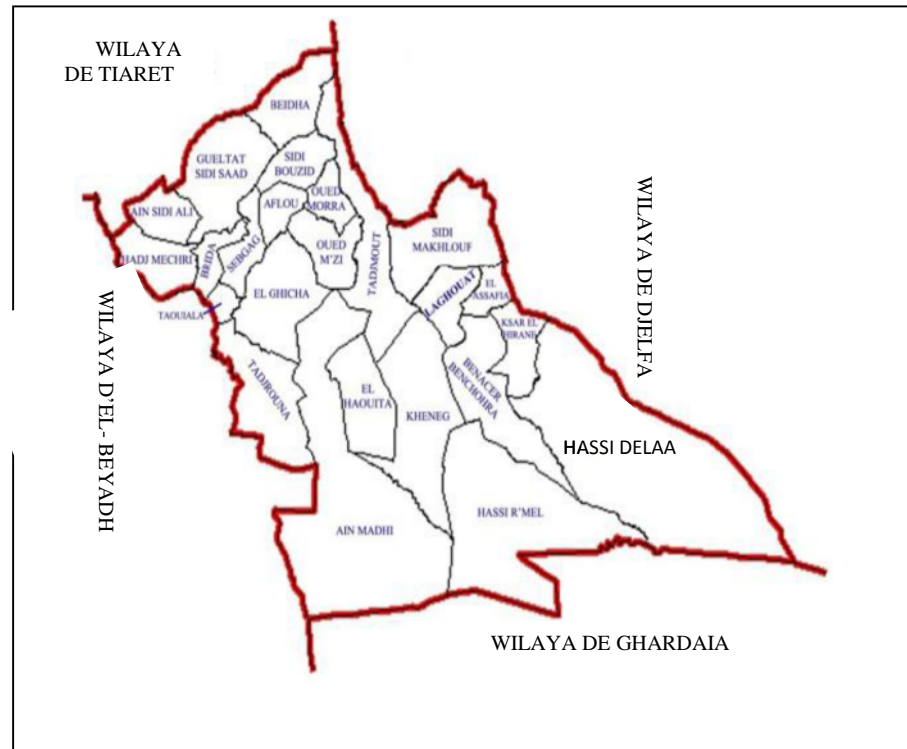 WILAYA
DE TIARET
BEIDHA
GUELTAT
SIDI SAAD
SIDI
BOUZID
AIN SIDI ALI
AFLOU
OUED
MORRA
HADJ MECHRI
BRIDA
SEBGAG
OUED
M'ZI
TADJMOUT
SIDI
MAKHLOUF
LAGHOUAT
EL
ASSAFIA
TAOUIALA
EL GHICHA
KSAR EL
HIRANE
TADJROUNA
EL
HAOUITA
KHENEG
BENACER
BENCHOHRA
HASSI DELAA
AIN MADHI
HASSI R'MEL
WILAYA D'EL- BEYADH
WILAYA DE DJELFA
WILAYA DE GHARDAIA